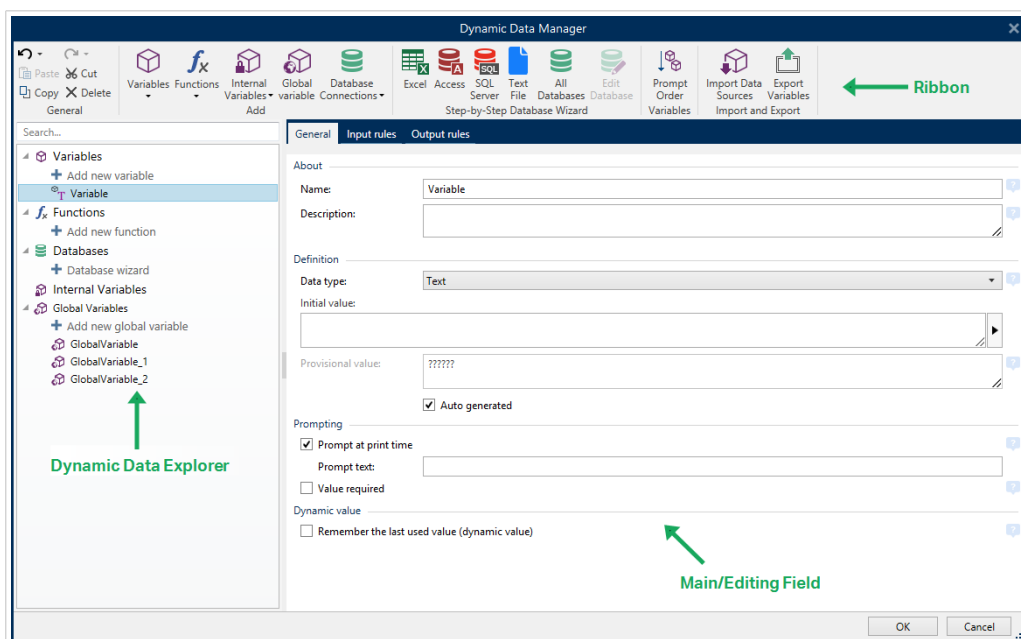 Dynamic Data Manager
Paste Cut
Copy Delete
General
Variables Functions Internal Variables Global variable Database Connections
Add
Excel Access SQL Server Text File All Databases Edit Database
Step-by-Step Database Wizard
Prompt Order
Variables
Import Data Sources Export Variables
Import and Export
Ribbon
Search...
General Input rules Output rules
Variables
Add new variable
Variable
Functions
Add new function
Databases
Database wizard
Internal Variables
Global Variables
Add new global variable
GlobalVariable
GlobalVariable_1
GlobalVariable_2
Dynamic Data Explorer
About
Name: Variable
Description:
Definition
Data type: Text
Initial value:
Provisional value: ??????
Auto generated
Prompting
Prompt at print time
Prompt text:
Value required
Dynamic value
Remember the last used value (dynamic value)
Main/Editing Field
OK Cancel